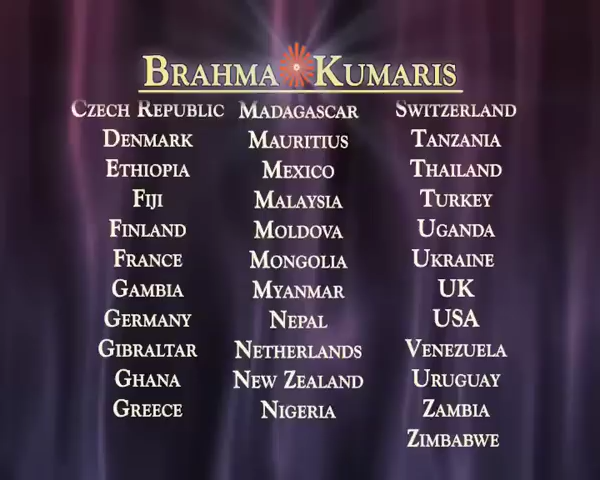 BRAHMA KUMARIS
CZECH REPUBLIC
DENMARK
ETHIOPIA
FIJI
FINLAND
FRANCE
GAMBIA
GERMANY
GIBRALTAR
GHANA
GREECE
MADAGASCAR
MAURITIUS
MEXICO
MALAYSIA
MOLDOVA
MONGOLIA
MYANMAR
NEPAL
NETHERLANDS
NEW ZEALAND
NIGERIA
SWITZERLAND
TANZANIA
THAILAND
TURKEY
UGANDA
UKRAINE
UK
USA
VENEZUELA
URUGUAY
ZAMBIA
ZIMBABWE